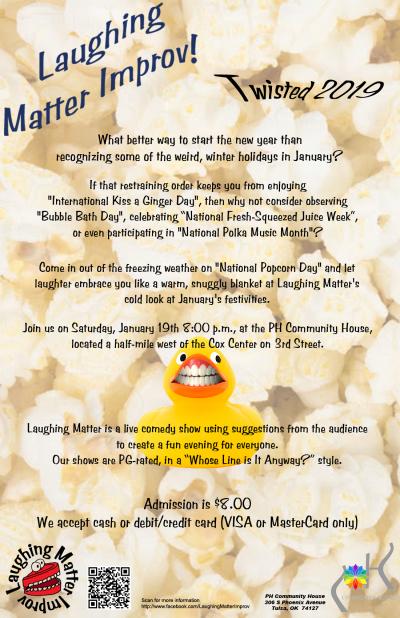 Laughing
Matter Improv!
Twisted 2019
What better way to start the new year than
recognizing some of the weird, winter holidays in January?
If that restraining order keeps you from enjoying
"International Kiss a Ginger Day", then why not consider observing
"Bubble Bath Day", celebrating “National Fresh-Squeezed Juice Week”,
or even participating in "National Polka Music Month"?
Come in out of the freezing weather on "National Popcorn Day" and let
laughter embrace you like a warm, snuggly blanket at Laughing Matter's
cold look at January's festivities.
Join us on Saturday, January 19th 8:00 p.m., at the PH Community House,
located a half-mile west of the Cox Center on 3rd Street.
Laughing Matter is a live comedy show using suggestions from the audience
to create a fun evening for everyone.
Our shows are PG-rated, in a “Whose Line is It Anyway?” style.
Admission is $8.00
We accept cash or debit/credit card (VISA or MasterCard only)
Laughing Matter
Improv
Scan for more information
http://www.facebook.com/LaughingMatterImprov
PH Community House
306 S Phoenix Avenue
Tulsa, OK 74127